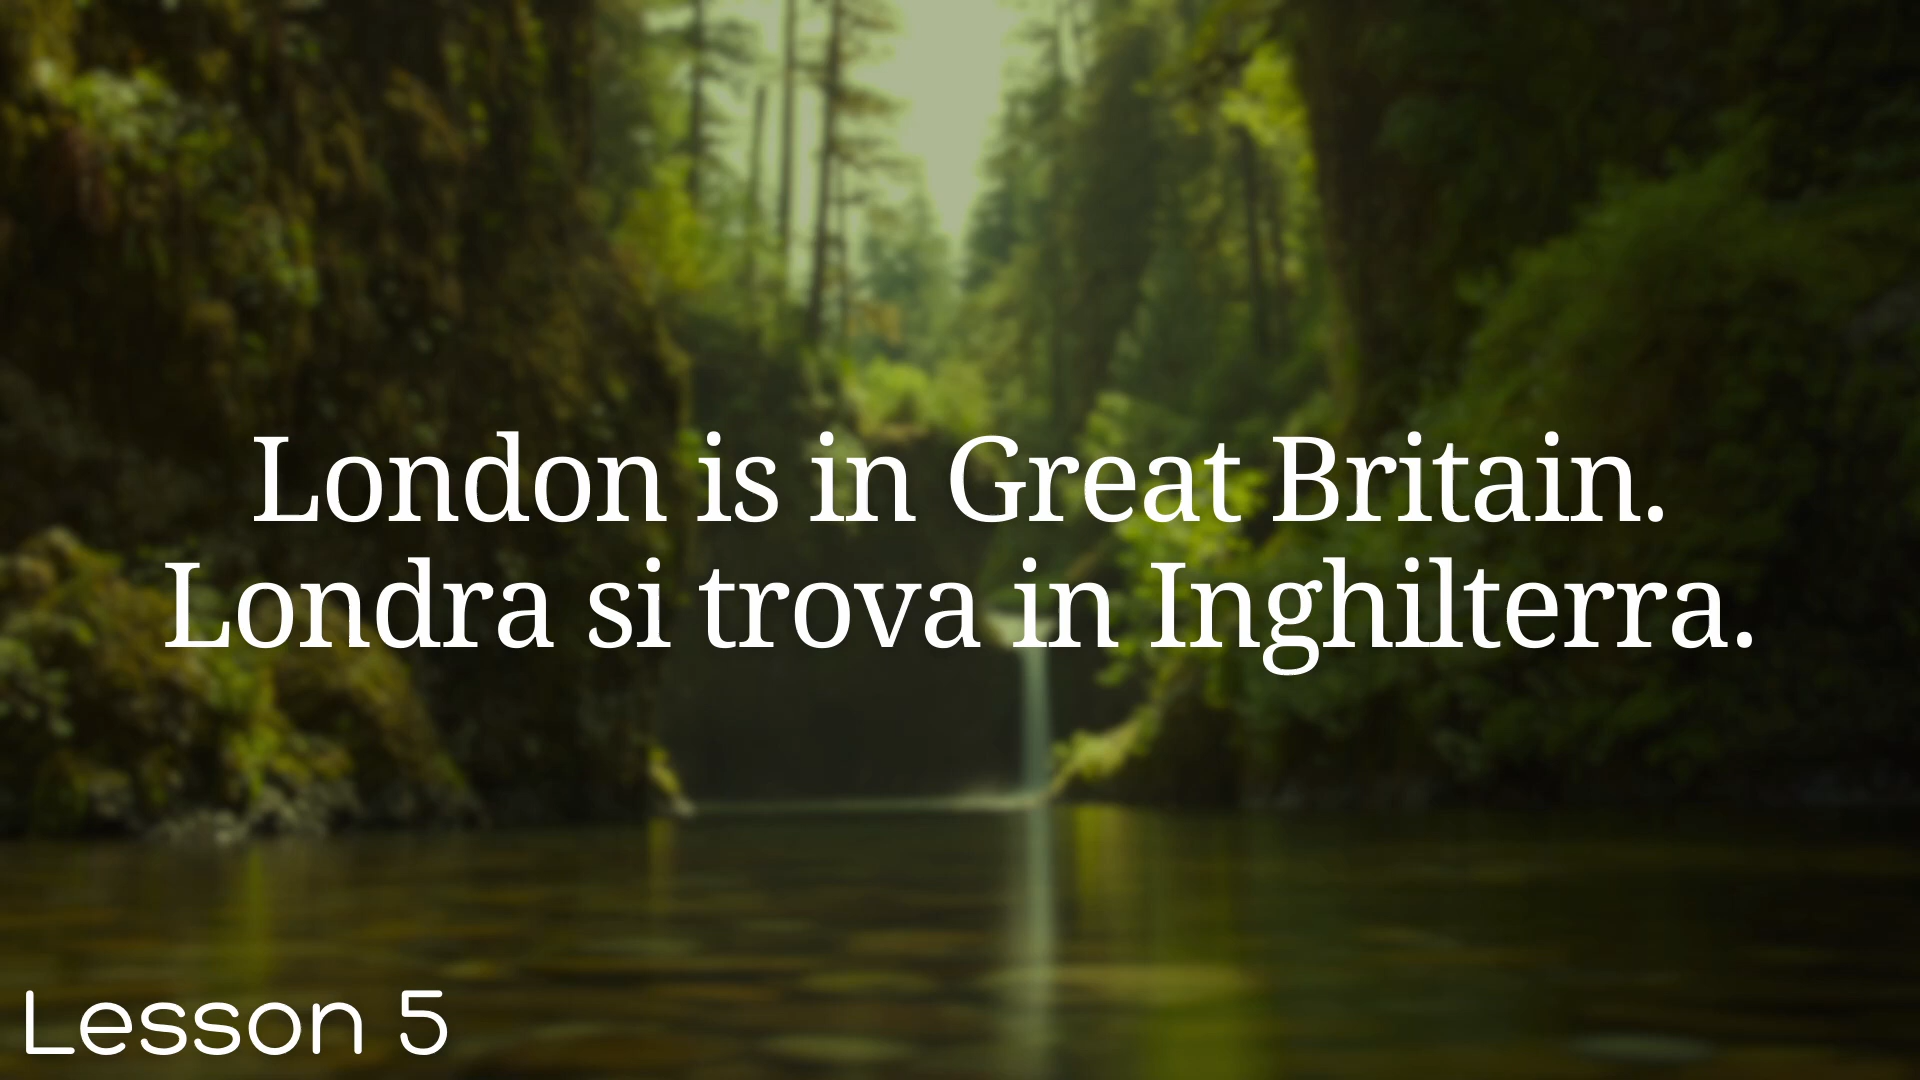 London is in Great Britain.
Londra si trova in Inghilterra.
Lesson 5